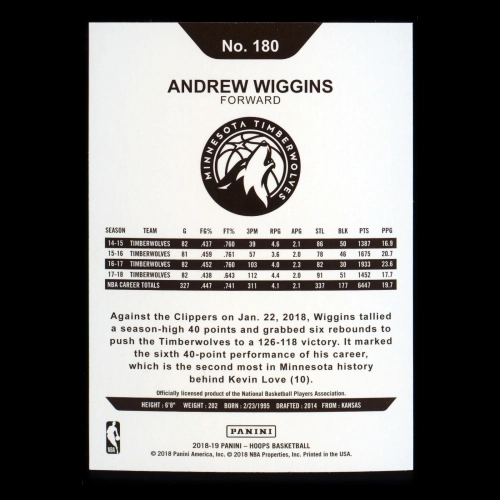 No. 180
ANDREW WIGGINS
FORWARD
MINNESOTA TIMBERWOLVES
SEASON TEAM G FG% FT% 3PM RPG APG STL BLK PTS PPG
14-15 TIMBERWOLVES 82 .437 .760 39 4.6 2.1 86 50 1387 16.9
15-16 TIMBERWOLVES 81 .459 .761 57 3.6 2.0 78 46 1675 20.7
16-17 TIMBERWOLVES 82 .452 .760 103 4.0 2.3 82 30 1933 23.6
17-18 TIMBERWOLVES 82 .438 .643 112 4.4 2.0 91 51 1452 17.7
NBA CAREER TOTALS 327 .447 .741 311 4.1 2.1 337 177 6447 19.7
Against the Clippers on Jan. 22, 2018, Wiggins tallied
a season-high 40 points and grabbed six rebounds to
push the Timberwolves to a 126-118 victory. It marked
the sixth 40-point performance of his career,
which is the second most in Minnesota history
behind Kevin Love (10).
Officially licensed product of the National Basketball Players Association.
HEIGHT: 6'8" WEIGHT: 202 BORN: 2/23/1995 DRAFTED: 2014 FROM: KANSAS
PANINI
2018-19 PANINI – HOOPS BASKETBALL
© 2018 Panini America, Inc. © 2018 NBA Properties, Inc. Printed in the USA.
NBA